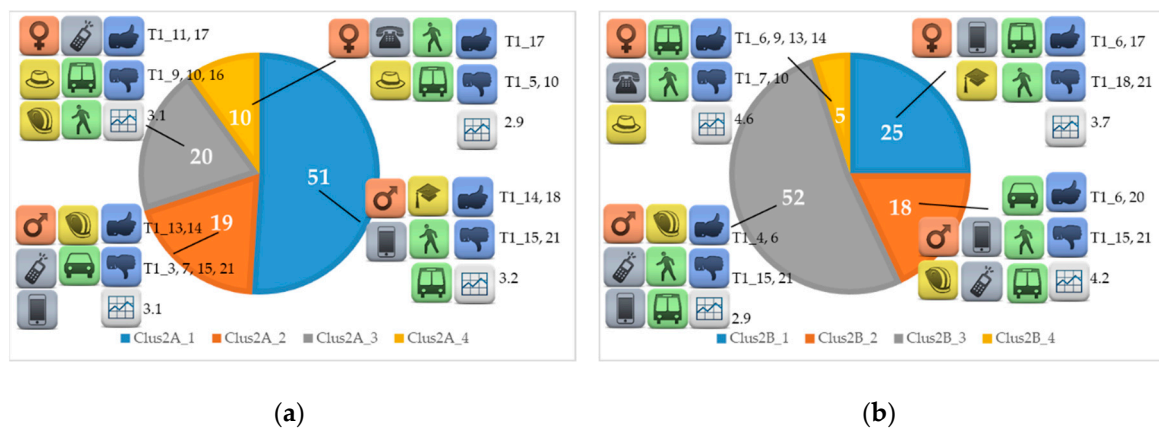 T1_11, 17
T1_9, 10, 16
3.1
T1_17
T1_5, 10
2.9
10
20
51
19
T1_13,14
T1_3, 7, 15, 21
3.1
T1_14, 18
T1_15, 21
3.2
Clus2A_1 Clus2A_2 Clus2A_3 Clus2A_4
(a)
T1_6, 9, 13, 14
T1_7, 10
4.6
T1_6, 17
T1_18, 21
3.7
5
25
52
18
T1_4, 6
T1_15, 21
2.9
T1_6, 20
T1_15, 21
4.2
Clus2B_1 Clus2B_2 Clus2B_3 Clus2B_4
(b)